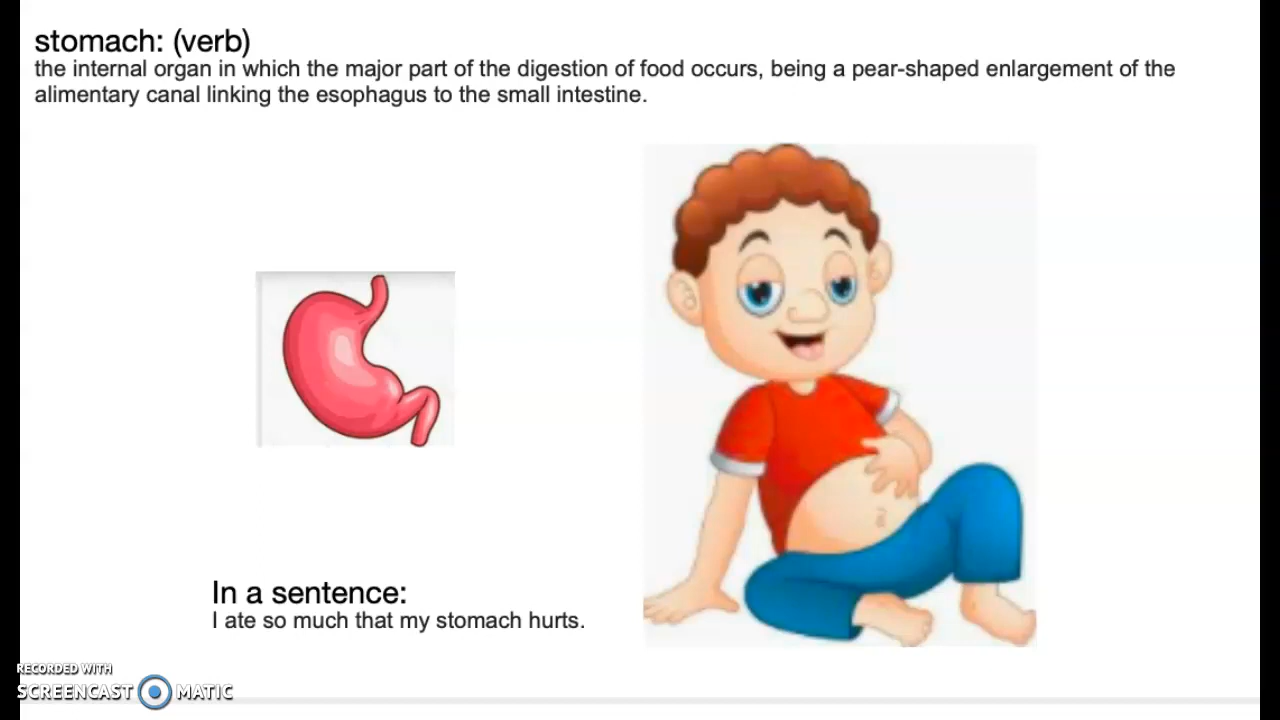 stomach: (verb)
the internal organ in which the major part of the digestion of food occurs, being a pear-shaped enlargement of the
alimentary canal linking the esophagus to the small intestine.
In a sentence:
I ate so much that my stomach hurts.
RECORDED WITH
SCREENCAST MATIC